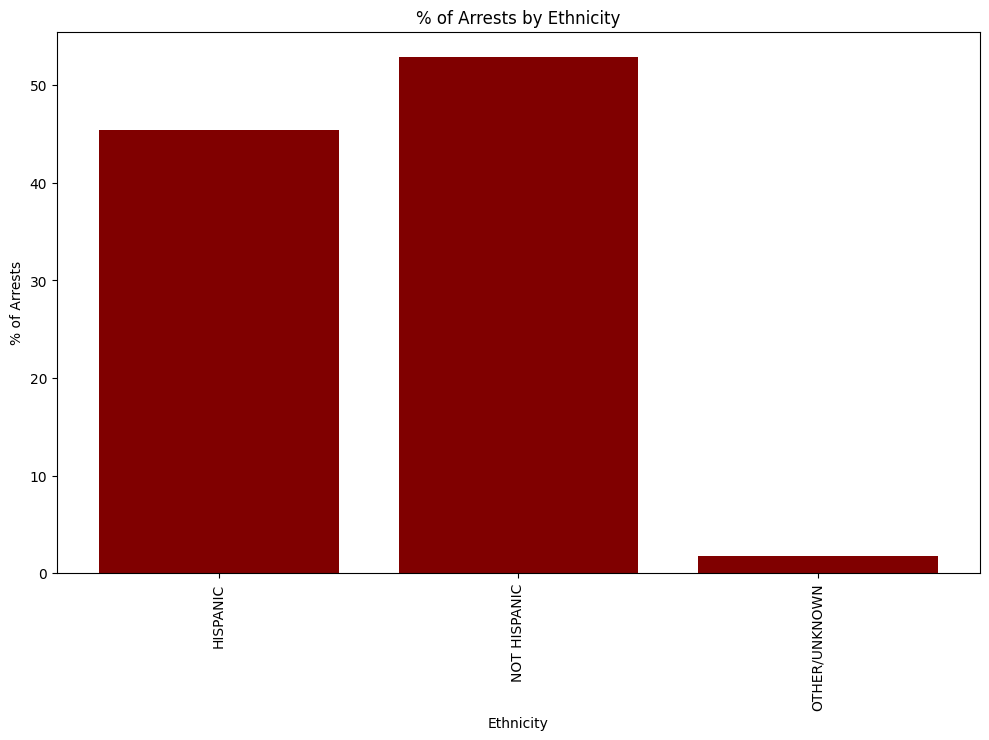 % of Arrests by Ethnicity
% of Arrests
50
40
30
20
10
0
HISPANIC
NOT HISPANIC
OTHER/UNKNOWN
Ethnicity